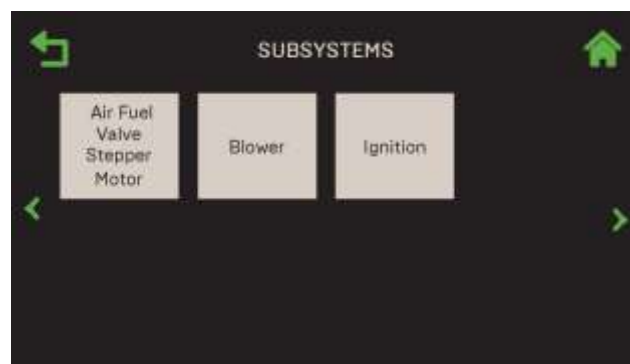 SUBSYSTEMS
Air Fuel
Valve
Stepper
Motor
Blower
Ignition